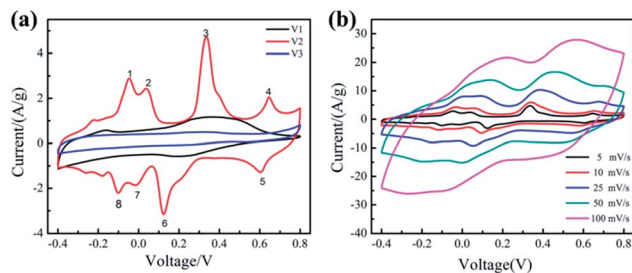 (a)
Current/(A/g)
6
4
2
0
-2
-4
-0.4 -0.2 0.0 0.2 0.4 0.6 0.8
Voltage/V
V1
V2
V3
1 2 3 4
8 7 6 5
(b)
Current/(A/g)
40
30
20
10
0
-10
-20
-30
-0.4 -0.2 0.0 0.2 0.4 0.6 0.8
Voltage(V)
5 mV/s
10 mV/s
25 mV/s
50 mV/s
100 mV/s